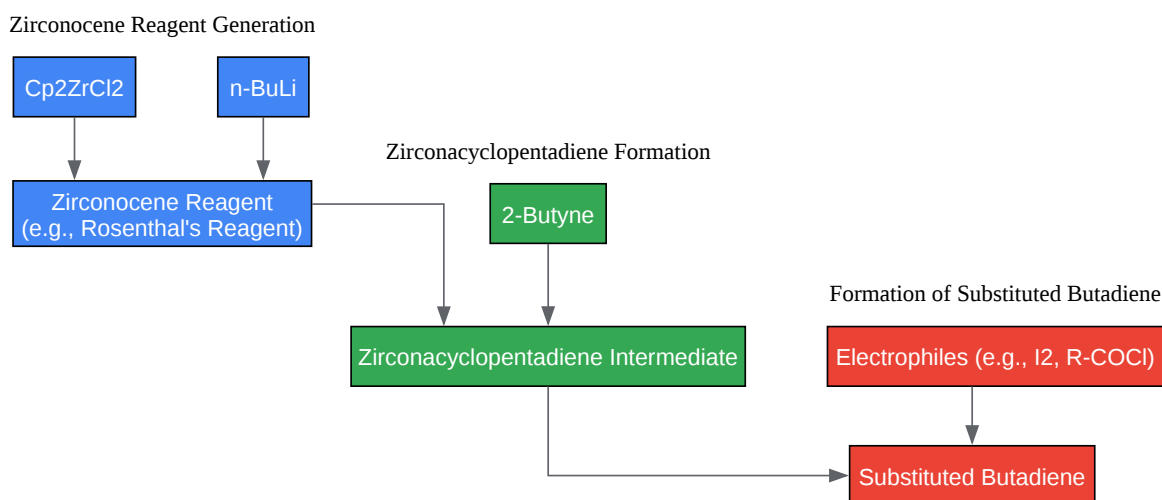 Zirconocene Reagent Generation
Cp2ZrCl2
n-BuLi
Zirconacyclopentadiene Formation
Zirconocene Reagent
(e.g., Rosenthal's Reagent)
2-Butyne
Formation of Substituted Butadiene
Zirconacyclopentadiene Intermediate
Electrophiles (e.g., I2, R-COCl)
Substituted Butadiene